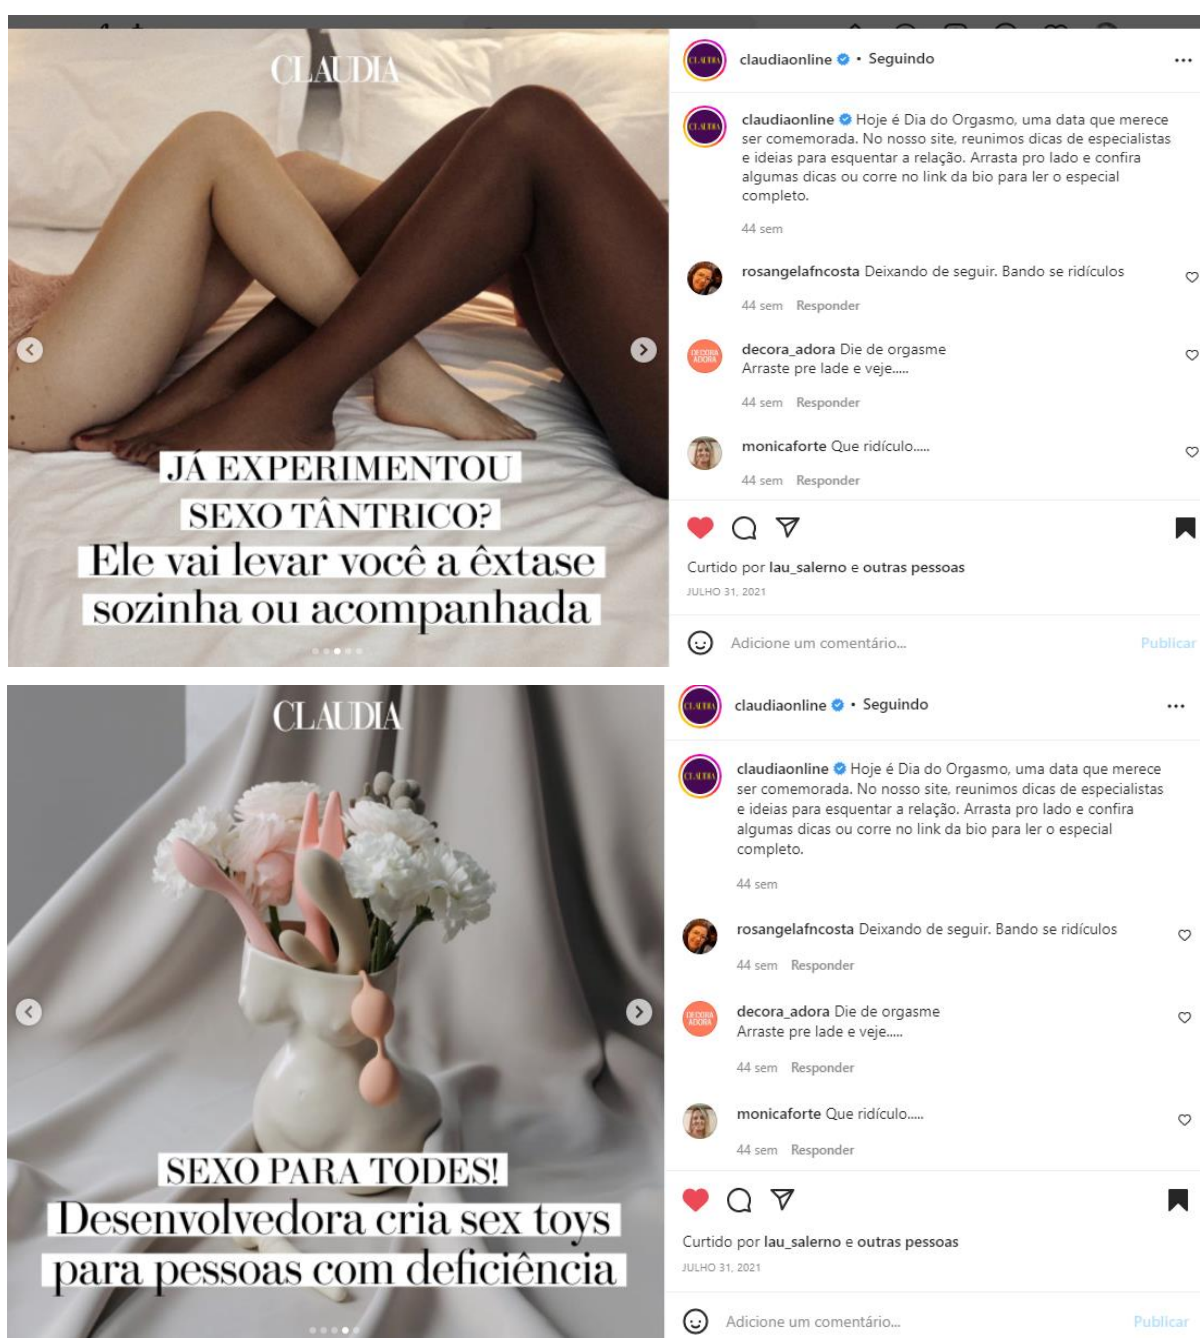 CLAUDIA
JÁ EXPERIMENTOU
SEXO TÂNTRICO?
Ele vai levar você a êxtase
sozinha ou acompanhada
claudiaonline • Seguindo
claudiaonline Hoje é Dia do Orgasmo, uma data que merece
ser comemorada. No nosso site, reunimos dicas de especialistas
e ideias para esquentar a relação. Arrasta pro lado e confira
algumas dicas ou corre no link da bio para ler o especial
completo.
44 sem
rosangelafncosta Deixando de seguir. Bando se ridículos
44 sem Responder
decora_adora Die de orgasme
Arraste pre lade e veje.....
44 sem Responder
monicaforte Que ridículo.....
44 sem Responder
Curtido por lau_salerno e outras pessoas
JULHO 31, 2021
Adicione um comentário... Publicar
CLAUDIA
SEXO PARA TODES!
Desenvolvedora cria sex toys
para pessoas com deficiência
claudiaonline • Seguindo
claudiaonline Hoje é Dia do Orgasmo, uma data que merece
ser comemorada. No nosso site, reunimos dicas de especialistas
e ideias para esquentar a relação. Arrasta pro lado e confira
algumas dicas ou corre no link da bio para ler o especial
completo.
44 sem
rosangelafncosta Deixando de seguir. Bando se ridículos
44 sem Responder
decora_adora Die de orgasme
Arraste pre lade e veje.....
44 sem Responder
monicaforte Que ridículo.....
44 sem Responder
Curtido por lau_salerno e outras pessoas
JULHO 31, 2021
Adicione um comentário... Publicar